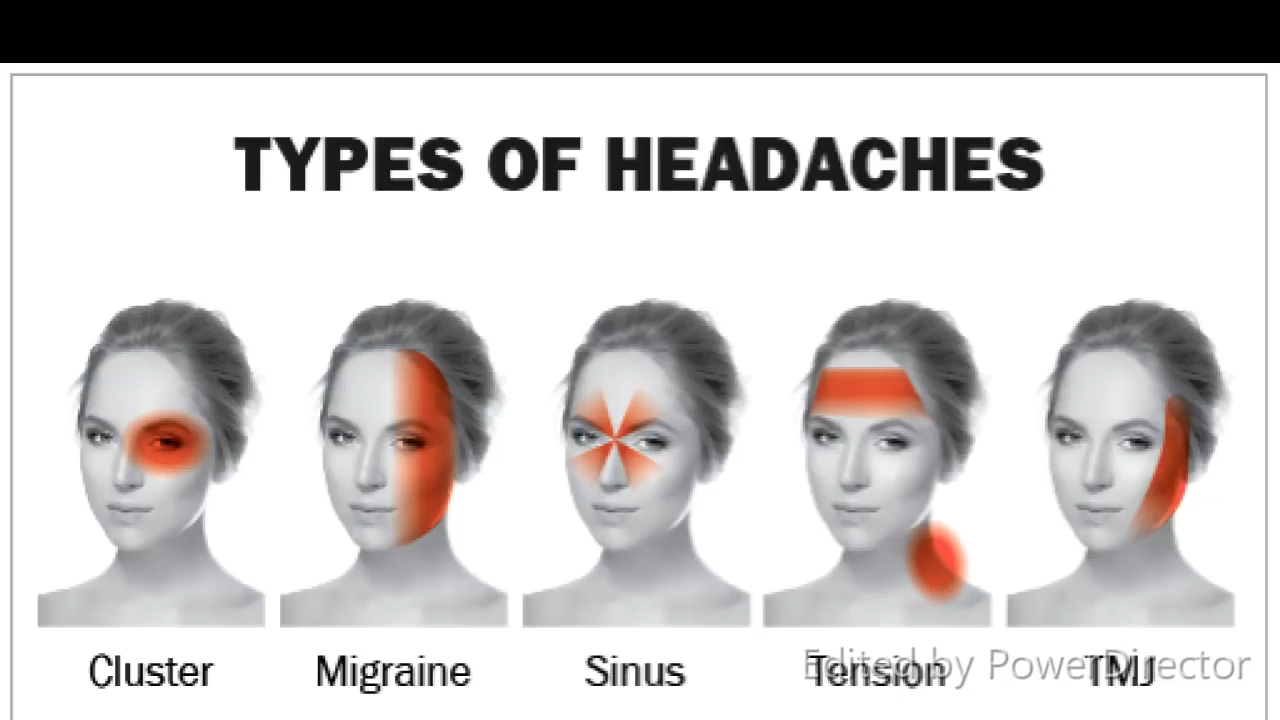 TYPES OF HEADACHES
Cluster
Migraine
Sinus
Tension
TMJ
Edited by PowerDirector